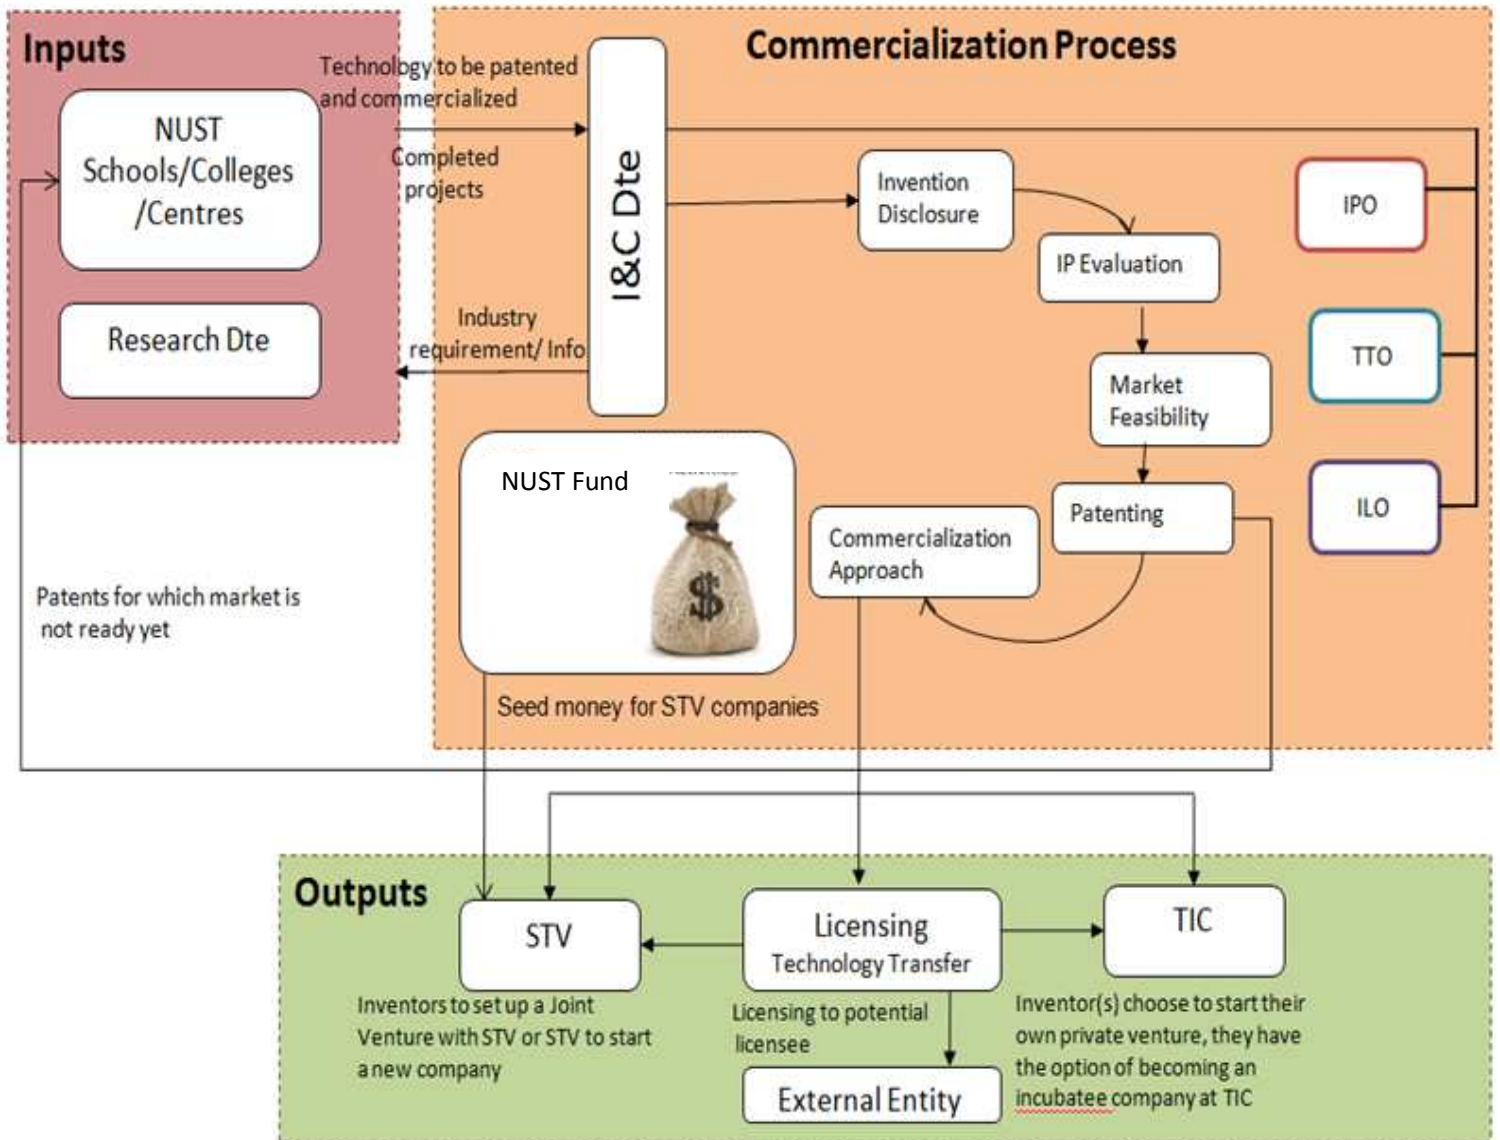 Inputs
NUST
Schools/Colleges
/Centres
Research Dte
Technology to be patented
and commercialized
Completed
projects
Industry
requirement/ Info
Commercialization Process
I&C Dte
Invention
Disclosure
IP Evaluation
Market
Feasibility
Patenting
Commercialization
Approach
IPO
TTO
ILO
NUST Fund
$
Seed money for STV companies
Patents for which market is
not ready yet
Outputs
STV
Inventors to set up a Joint
Venture with STV or STV to start
a new company
Licensing
Technology Transfer
Licensing to potential
licensee
External Entity
TIC
Inventor(s) choose to start their
own private venture, they have
the option of becoming an
incubatee company at TIC